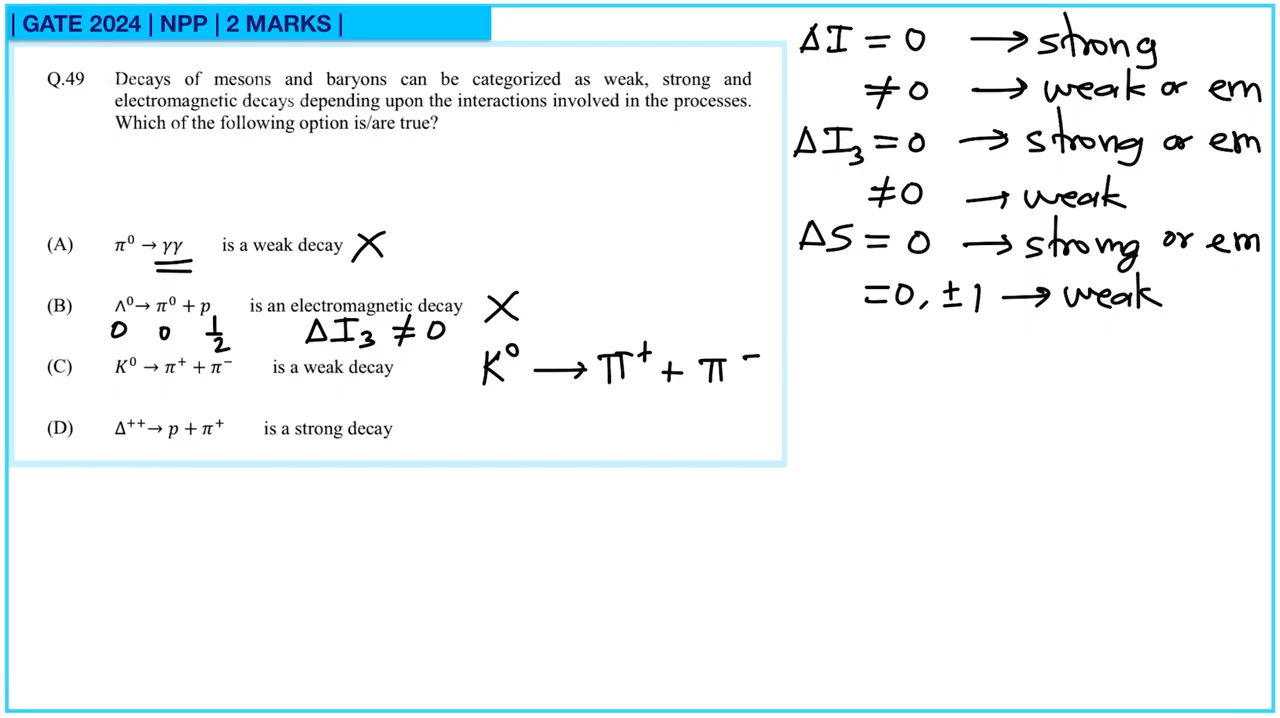 | GATE 2024 | NPP | 2 MARKS |
Q.49 Decays of mesons and baryons can be categorized as weak, strong and
electromagnetic decays depending upon the interactions involved in the processes.
Which of the following option is/are true?
(A) π⁰ → γγ is a weak decay X
(B) Λ⁰→ π⁰ + p is an electromagnetic decay X
0 0 1/2 ΔI₃ ≠ 0
(C) K⁰ → π⁺ + π⁻ is a weak decay K⁰ → π⁺ + π⁻
(D) Δ⁺⁺→ p + π⁺ is a strong decay
ΔI = 0 → strong
≠0 → weak or em
ΔI₃ = 0 → strong or em
≠0 → weak
ΔS = 0 → strong or em
=0, ±1 → weak